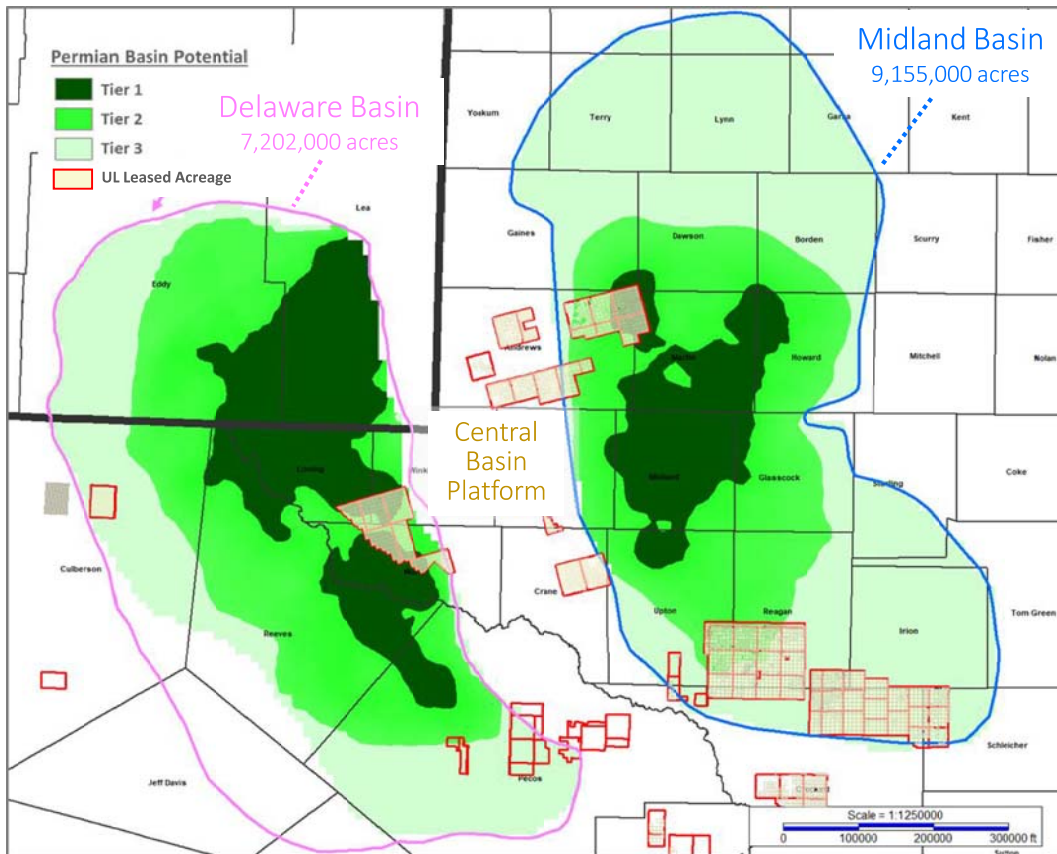 Permian Basin Potential
Tier 1
Tier 2
Tier 3
UL Leased Acreage
Delaware Basin
7,202,000 acres
Midland Basin
9,155,000 acres
Yoakum
Terry
Lynn
Garza
Kent
Lea
Gaines
Dawson
Borden
Scurry
Fisher
Eddy
Andrews
Martin
Howard
Mitchell
Nolan
Central
Basin
Platform
Loving
Wink
Midland
Glasscock
Sterling
Coke
Culberson
Crane
Upton
Reagan
Irion
Tom Green
Reeves
Jeff Davis
Pecos
Crockett
Schleicher
Scale = 1:1250000
0
100000
200000
300000 ft